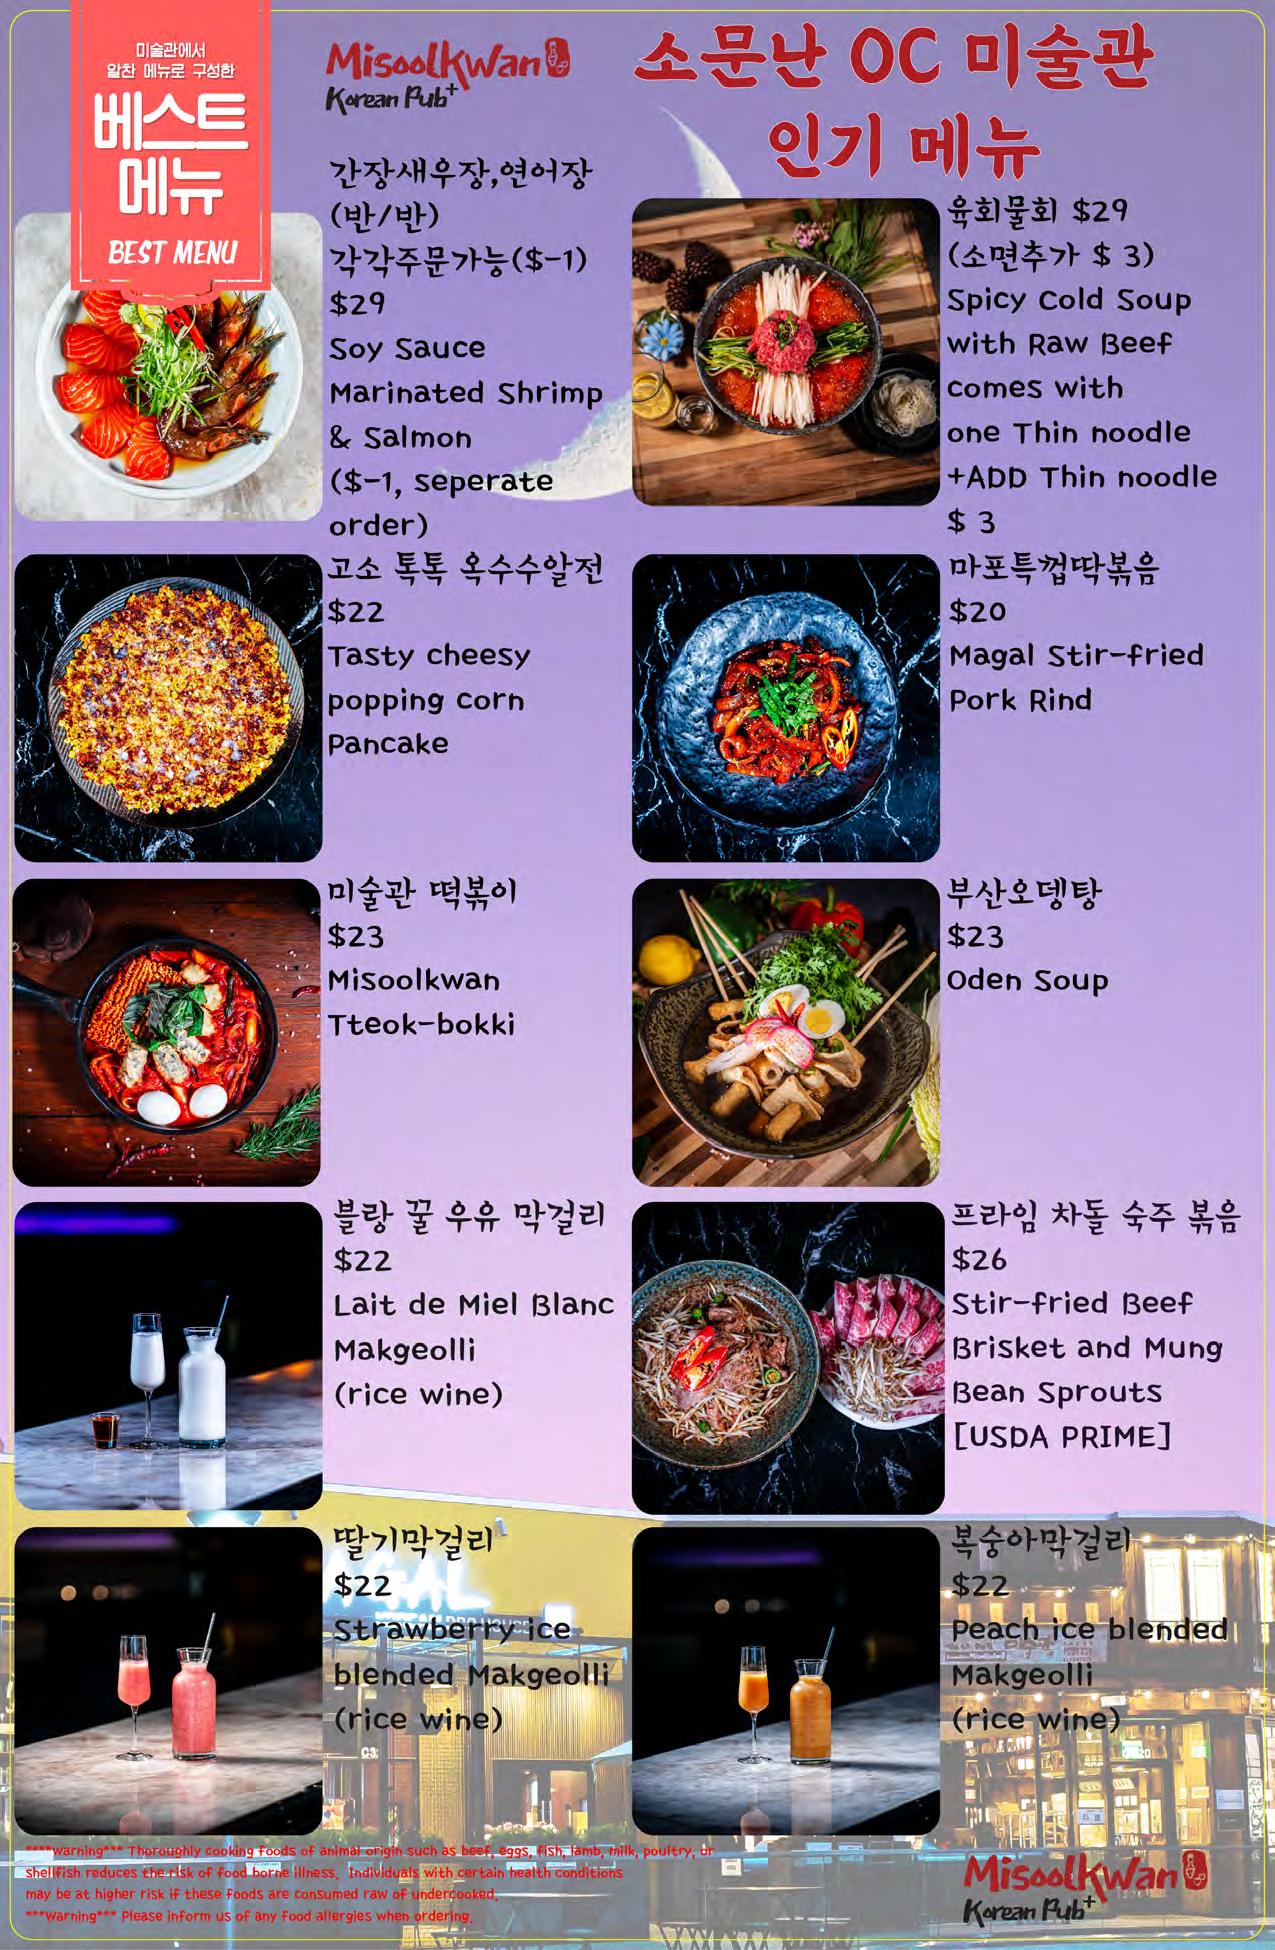 미술관에서
알찬 메뉴로 구성한
베스트
메뉴
BEST MENU
Misoolkwan
Korean Pub+
소문난 OC 미술관
인기 메뉴
간장새우장,연어장
(반/반)
각각주문가능($-1)
$29
Soy Sauce
Marinated Shrimp
& Salmon
($-1, seperate
order)
육회물회 $29
(소면추가 $ 3)
Spicy Cold Soup
with Raw Beef
comes with
one Thin noodle
+ADD Thin noodle
$ 3
고소 톡톡 옥수수알전
$22
Tasty cheesy
popping corn
Pancake
마포특껍딱볶음
$20
Magal Stir-fried
Pork Rind
미술관 떡볶이
$23
Misoolkwan
Tteok-bokki
부산오뎅탕
$23
Oden Soup
블랑 꿀 우유 막걸리
$22
Lait de Miel Blanc
Makgeolli
(rice wine)
프라임 차돌 숙주 볶음
$26
Stir-fried Beef
Brisket and Mung
Bean Sprouts
[USDA PRIME]
딸기막걸리
$22
Strawberry ice
blended Makgeolli
(rice wine)
복숭아막걸리
$22
Peach ice blended
Makgeolli
(rice wine)
****warning*** Thoroughly cooking foods of animal origin such as beef, eggs, fish, lamb, milk, poultry, or
shellfish reduces the risk of food borne illness. Individuals with certain health conditions
may be at higher risk if these foods are consumed raw of undercooked.
***Warning*** Please inform us of any food allergies when ordering.
Misoolkwan
Korean Pub+